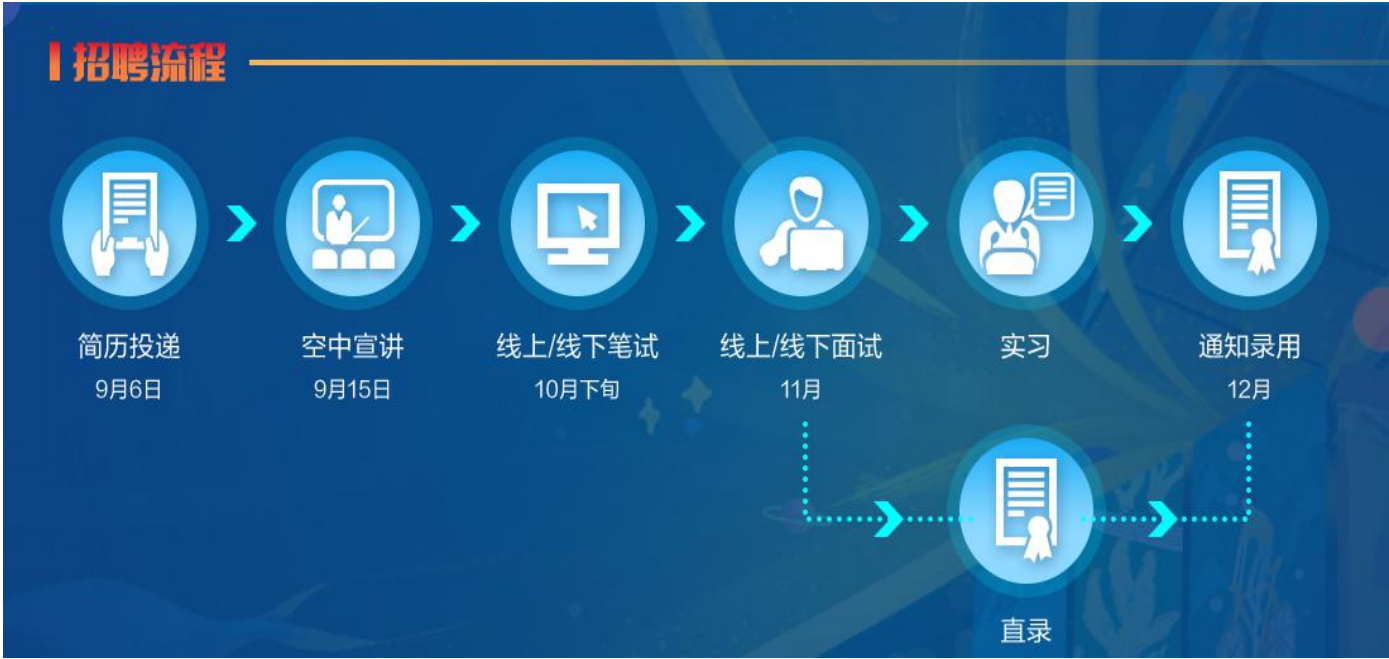 招聘流程
简历投递
9月6日
空中宣讲
9月15日
线上/线下笔试
10月下旬
线上/线下面试
11月
实习
通知录用
12月
直录